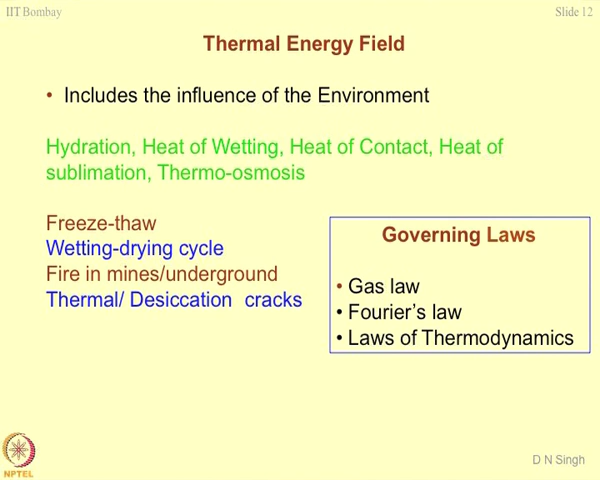 IIT Bombay
Slide 12
Thermal Energy Field
• Includes the influence of the Environment
Hydration, Heat of Wetting, Heat of Contact, Heat of
sublimation, Thermo-osmosis
Freeze-thaw
Wetting-drying cycle
Fire in mines/underground
Thermal/ Desiccation cracks
Governing Laws
• Gas law
• Fourier's law
• Laws of Thermodynamics
NPTEL
D N Singh